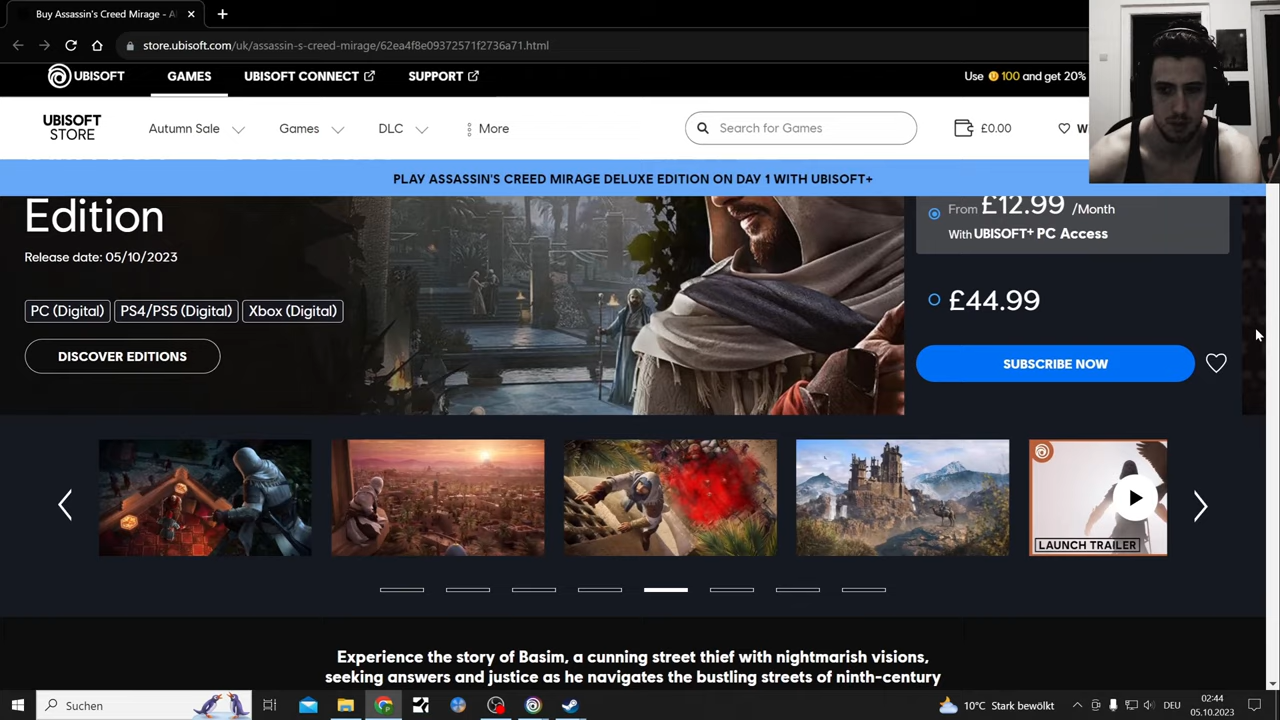 Buy Assassin's Creed Mirage - A
store.ubisoft.com/uk/assassin-s-creed-mirage/62ea4f8e09372571f2736a71.html
UBISOFT GAMES UBISOFT CONNECT SUPPORT Use 100 and get 20%
UBISOFT STORE Autumn Sale Games DLC More Search for Games £0.00 W
PLAY ASSASSIN'S CREED MIRAGE DELUXE EDITION ON DAY 1 WITH UBISOFT+
Edition
Release date: 05/10/2023
PC (Digital) PS4/PS5 (Digital) Xbox (Digital)
DISCOVER EDITIONS
From £12.99 /Month
With UBISOFT+ PC Access
£44.99
SUBSCRIBE NOW
LAUNCH TRAILER
Experience the story of Basim, a cunning street thief with nightmarish visions,
seeking answers and justice as he navigates the bustling streets of ninth-century
Suchen
10°C Stark bewölkt
DEU
02:44
05.10.2023